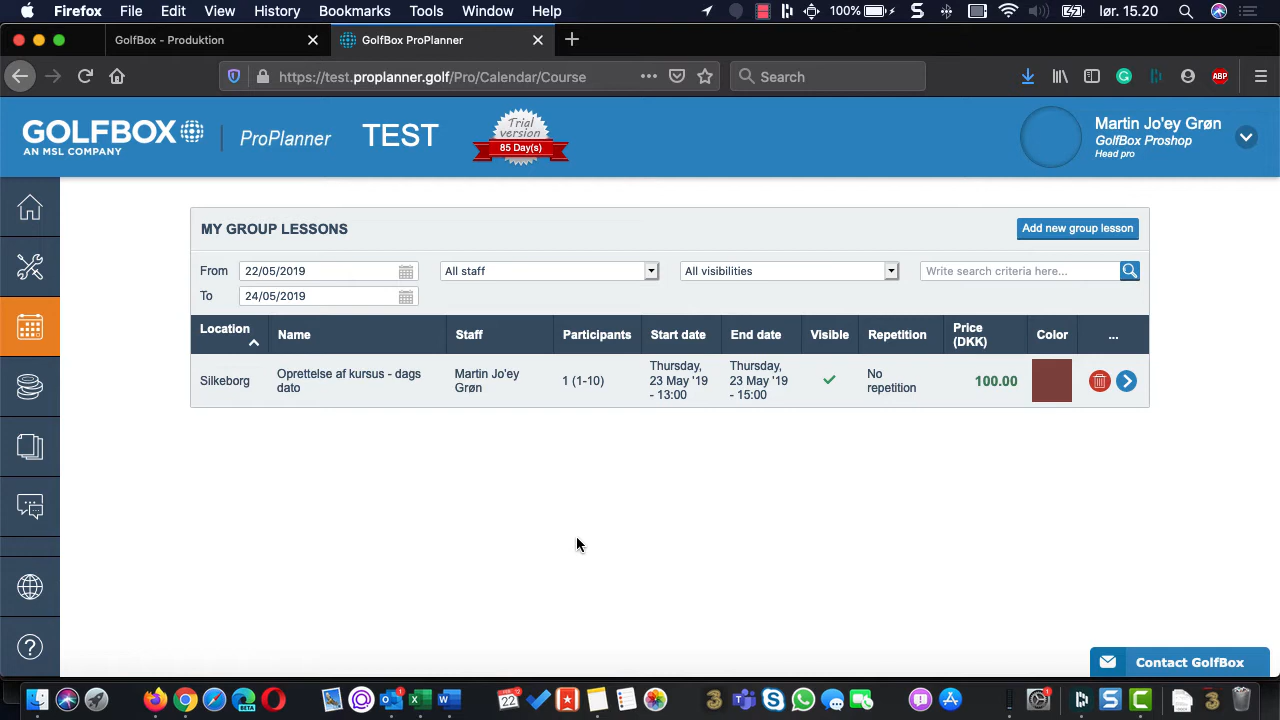 Firefox File Edit View History Bookmarks Tools Window Help 100% lør. 15.20
GolfBox - Produktion GolfBox ProPlanner
https://test.proplanner.golf/Pro/Calendar/Course Search ABP
GOLFBOX ProPlanner TEST Trial version 85 Day(s)
AN MSL COMPANY
Martin Jo'ey Grøn
GolfBox Proshop
Head pro
MY GROUP LESSONS Add new group lesson
From 22/05/2019 All staff All visibilities Write search criteria here...
To 24/05/2019
Location Name Staff Participants Start date End date Visible Repetition Price (DKK) Color ...
Silkeborg Oprettelse af kursus - dags dato Martin Jo'ey Grøn 1 (1-10) Thursday, 23 May '19 - 13:00 Thursday, 23 May '19 - 15:00 No repetition 100.00
Contact GolfBox